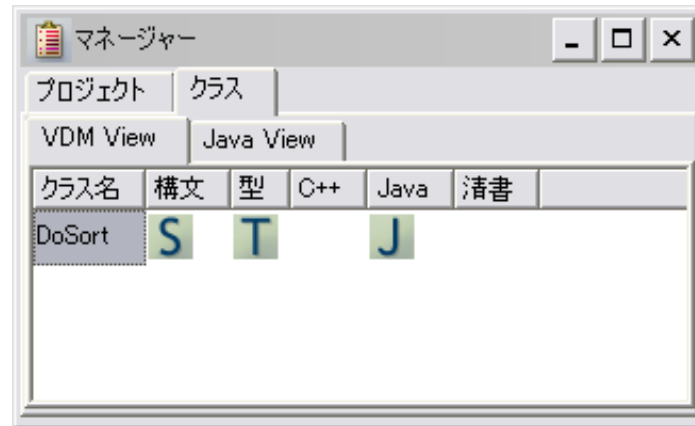 マネージャー
プロジェクト クラス
VDM View Java View
クラス名 構文 型 C++ Java 清書
DoSort S T J